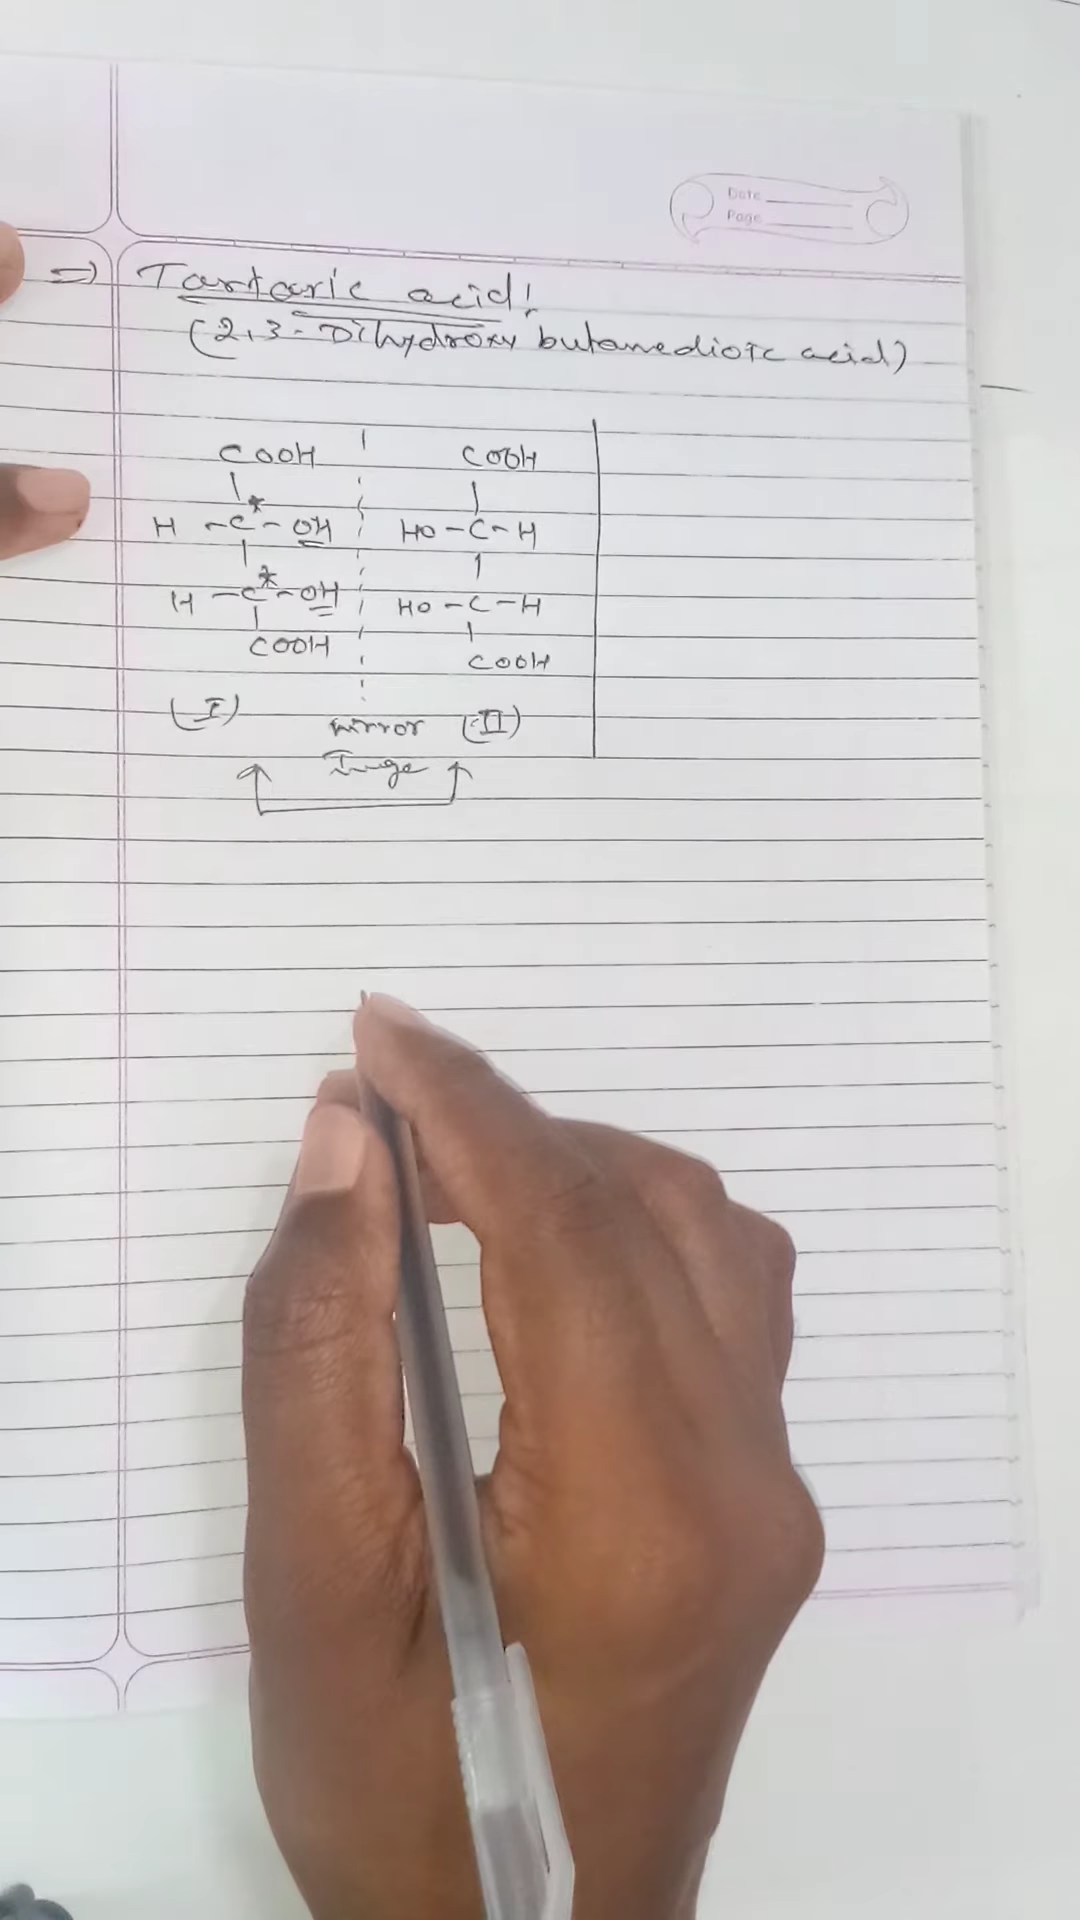 Date
Page
⇒ Tartaric acid!
(2,3-Dihydroxy butanedioic acid)
COOH COOH
H - C* - OH HO - C - H
H - C* - OH HO - C - H
COOH COOH
(I) mirror (II)
Image